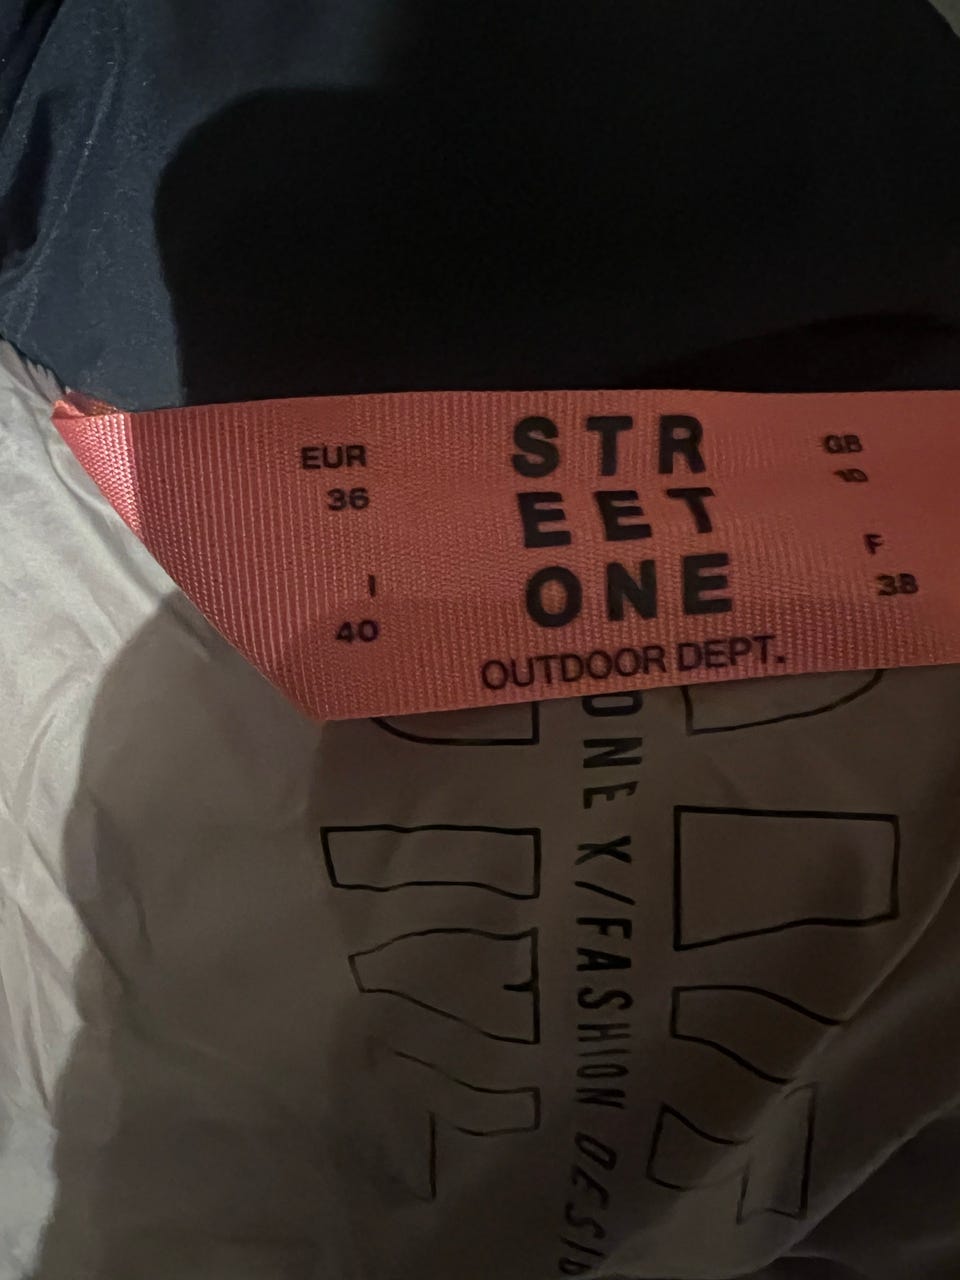 EUR
36
I
40
STR
EET
ONE
OUTDOOR DEPT.
GB
10
F
38
ONE X/FASHION